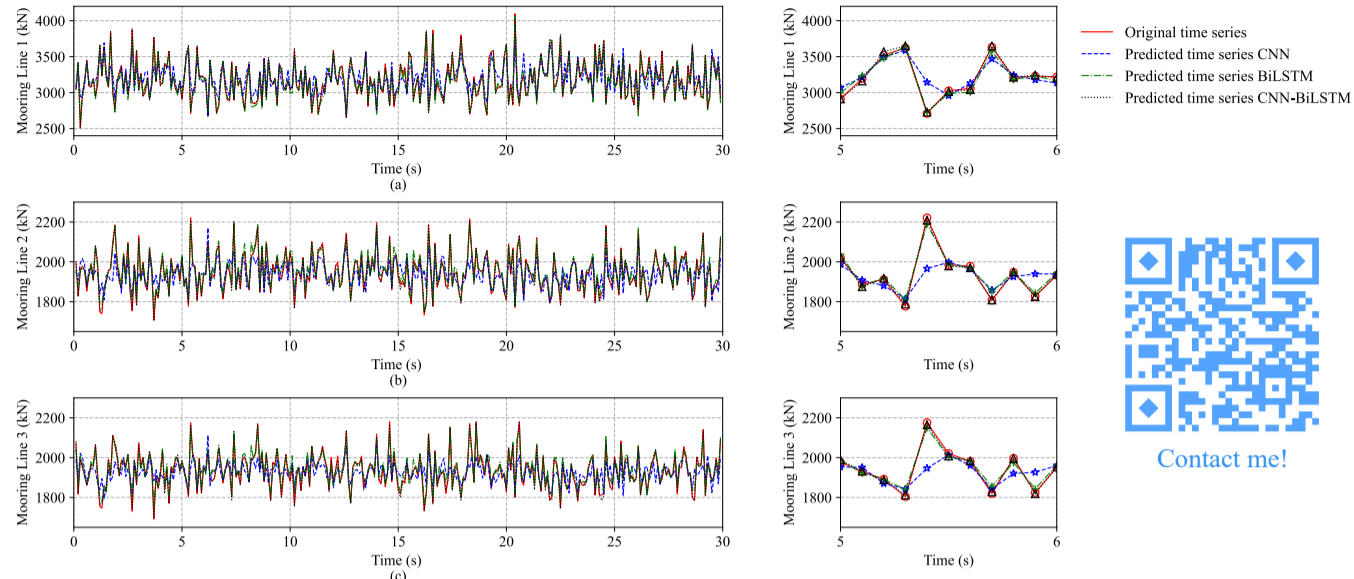 Mooring Line 1 (kN)
4000
3500
3000
2500
0
5
10
15
20
25
30
Time (s)
(a)
Mooring Line 1 (kN)
4000
3500
3000
2500
5
6
Time (s)
Original time series
Predicted time series CNN
Predicted time series BiLSTM
Predicted time series CNN-BiLSTM
Mooring Line 2 (kN)
2200
2000
1800
5
10
15
20
25
30
Time (s)
(b)
Mooring Line 2 (kN)
2200
2000
1800
5
6
Time (s)
Mooring Line 3 (kN)
2200
2000
1800
0
5
10
15
20
25
30
Time (s)
(c)
Mooring Line 3 (kN)
2200
2000
1800
5
6
Time (s)
Contact me!